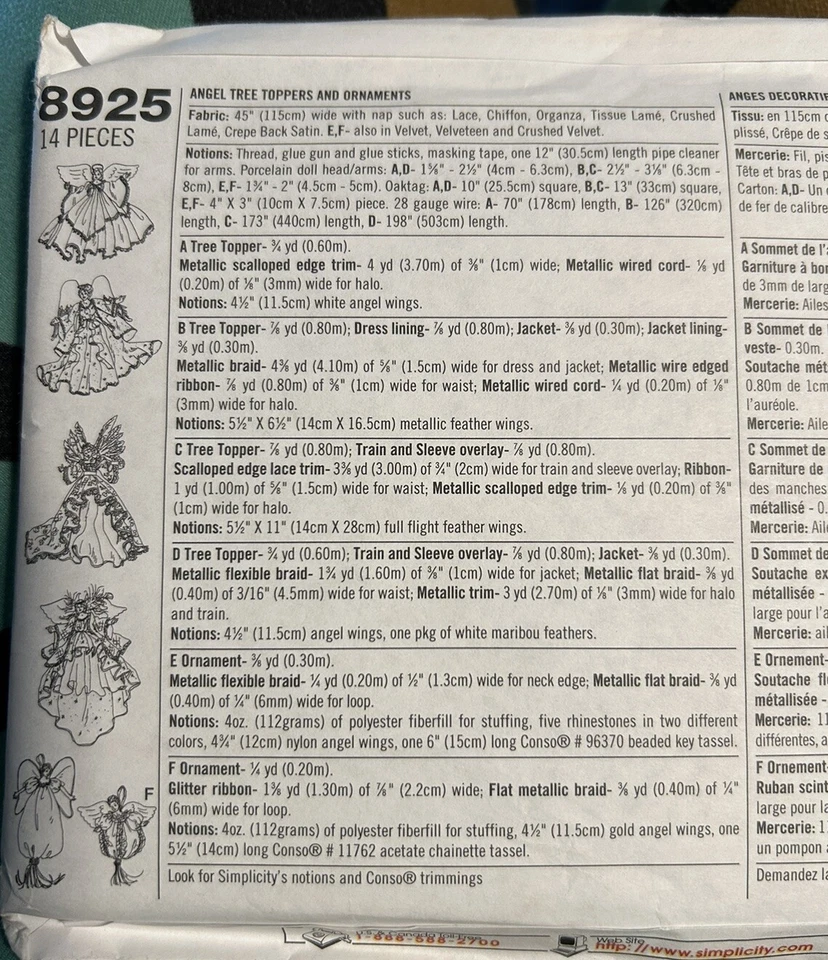 8925
14 PIECES
ANGEL TREE TOPPERS AND ORNAMENTS
Fabric: 45" (115cm) wide with nap such as: Lace, Chiffon, Organza, Tissue Lamé, Crushed
Lamé, Crepe Back Satin. E,F- also in Velvet, Velveteen and Crushed Velvet.
Notions: Thread, glue gun and glue sticks, masking tape, one 12" (30.5cm) length pipe cleaner
for arms. Porcelain doll head/arms: A,D- 1⅝" - 2½" (4cm - 6.3cm), B,C- 2½" - 3⅛" (6.3cm -
8cm), E,F- 1¾" - 2" (4.5cm - 5cm). Oaktag: A,D- 10" (25.5cm) square, B,C- 13" (33cm) square,
E,F- 4" X 3" (10cm X 7.5cm) piece. 28 gauge wire: A- 70" (178cm) length, B- 126" (320cm)
length, C- 173" (440cm) length, D- 198" (503cm) length.
A Tree Topper- ¾ yd (0.60m).
Metallic scalloped edge trim- 4 yd (3.70m) of ⅜" (1cm) wide; Metallic wired cord- ⅛ yd
(0.20m) of ⅛" (3mm) wide for halo.
Notions: 4½" (11.5cm) white angel wings.
B Tree Topper- ⅞ yd (0.80m); Dress lining- ⅞ yd (0.80m); Jacket- ⅜ yd (0.30m); Jacket lining-
⅜ yd (0.30m).
Metallic braid- 4⅜ yd (4.10m) of ⅝" (1.5cm) wide for dress and jacket; Metallic wire edged
ribbon- ⅞ yd (0.80m) of ⅜" (1cm) wide for waist; Metallic wired cord- ¼ yd (0.20m) of ⅛"
(3mm) wide for halo.
Notions: 5½" X 6½" (14cm X 16.5cm) metallic feather wings.
C Tree Topper- ⅞ yd (0.80m); Train and Sleeve overlay- ⅞ yd (0.80m).
Scalloped edge lace trim- 3⅜ yd (3.00m) of ¾" (2cm) wide for train and sleeve overlay; Ribbon-
1 yd (1.00m) of ⅝" (1.5cm) wide for waist; Metallic scalloped edge trim- ⅛ yd (0.20m) of ⅜"
(1cm) wide for halo.
Notions: 5½" X 11" (14cm X 28cm) full flight feather wings.
D Tree Topper- ¾ yd (0.60m); Train and Sleeve overlay- ⅞ yd (0.80m); Jacket- ⅜ yd (0.30m).
Metallic flexible braid- 1¾ yd (1.60m) of ⅜" (1cm) wide for jacket; Metallic flat braid- ⅜ yd
(0.40m) of 3/16" (4.5mm) wide for waist; Metallic trim- 3 yd (2.70m) of ⅛" (3mm) wide for halo
and train.
Notions: 4½" (11.5cm) angel wings, one pkg of white maribou feathers.
E Ornament- ⅜ yd (0.30m).
Metallic flexible braid- ¼ yd (0.20m) of ½" (1.3cm) wide for neck edge; Metallic flat braid- ⅜ yd
(0.40m) of ¼" (6mm) wide for loop.
Notions: 4oz. (112grams) of polyester fiberfill for stuffing, five rhinestones in two different
colors, 4¾" (12cm) nylon angel wings, one 6" (15cm) long Conso® # 96370 beaded key tassel.
F
F Ornament- ¼ yd (0.20m).
Glitter ribbon- 1⅜ yd (1.30m) of ⅞" (2.2cm) wide; Flat metallic braid- ⅜ yd (0.40m) of ¼"
(6mm) wide for loop.
Notions: 4oz. (112grams) of polyester fiberfill for stuffing, 4½" (11.5cm) gold angel wings, one
5½" (14cm) long Conso® # 11762 acetate chainette tassel.
Look for Simplicity's notions and Conso® trimmings
ANGES DECORATIF
Tissu: en 115cm
plissé, Crêpe de
Mercerie: Fil,
Tête et bras de
Carton: A,D- Un
de fer de calibre
A Sommet de l'
Garniture à
de 3mm de
Mercerie: Ailes
B Sommet de
veste- 0.30m.
Soutache
0.80m de 1cm
l'auréole.
Mercerie:
C Sommet de
Garniture de
des manches
métallisé - 0.
Mercerie:
D Sommet de
Soutache
métallisée -
large pour
Mercerie:
E Ornement-
Soutache
métallisée -
Mercerie:
différentes,
F Ornement
Ruban
large pour
Mercerie:
un pompon
Demandez
U.S. & Canada Toll-Free
1-888-588-2700
Web Site
http://www.simplicity.com